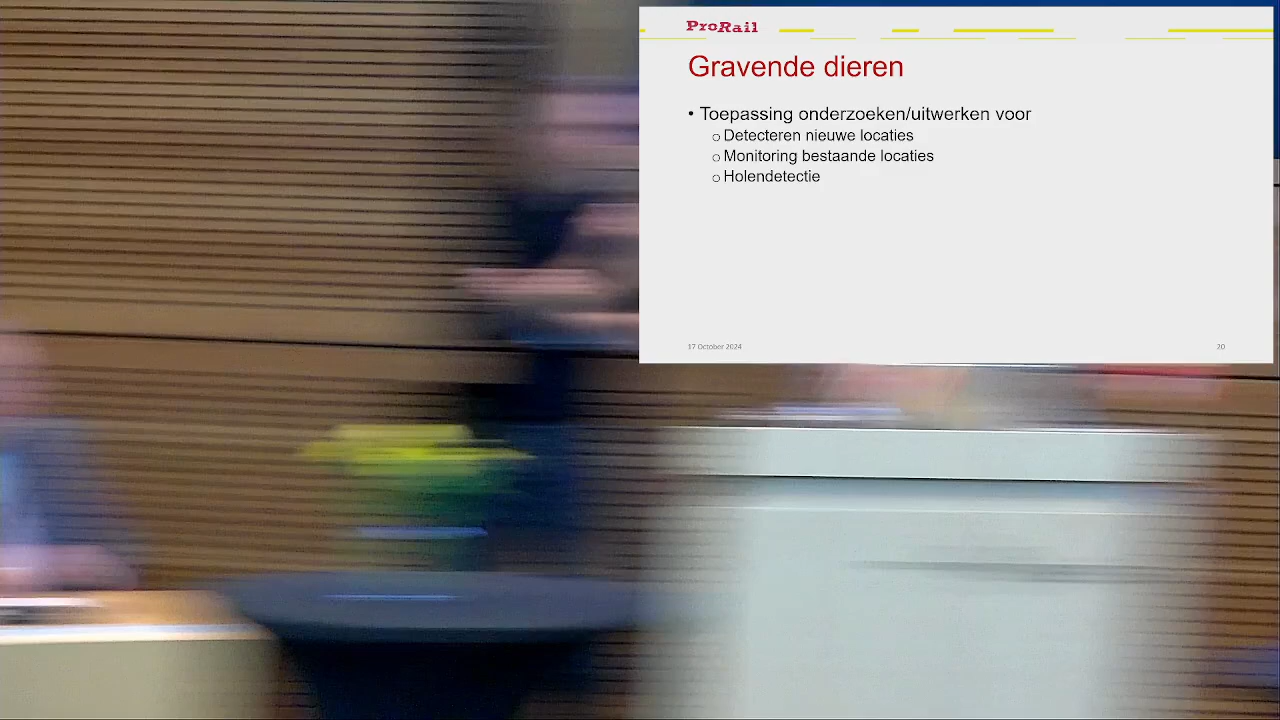 ProRail
Gravende dieren
• Toepassing onderzoeken/uitwerken voor
o Detecteren nieuwe locaties
o Monitoring bestaande locaties
o Holendetectie
17 October 2024
20